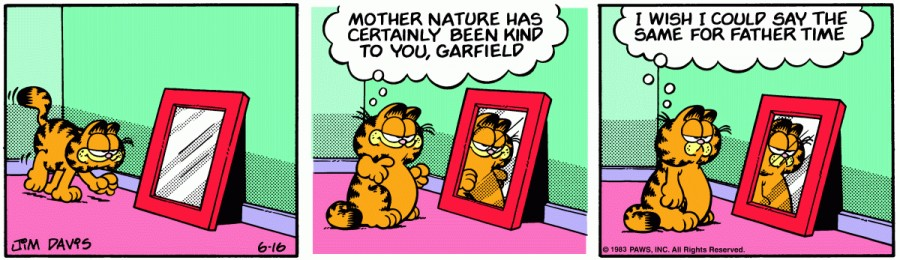 JIM DAVIS
6-16
MOTHER NATURE HAS
CERTAINLY BEEN KIND
TO YOU, GARFIELD
I WISH I COULD SAY THE
SAME FOR FATHER TIME
© 1983 PAWS, INC. All Rights Reserved.